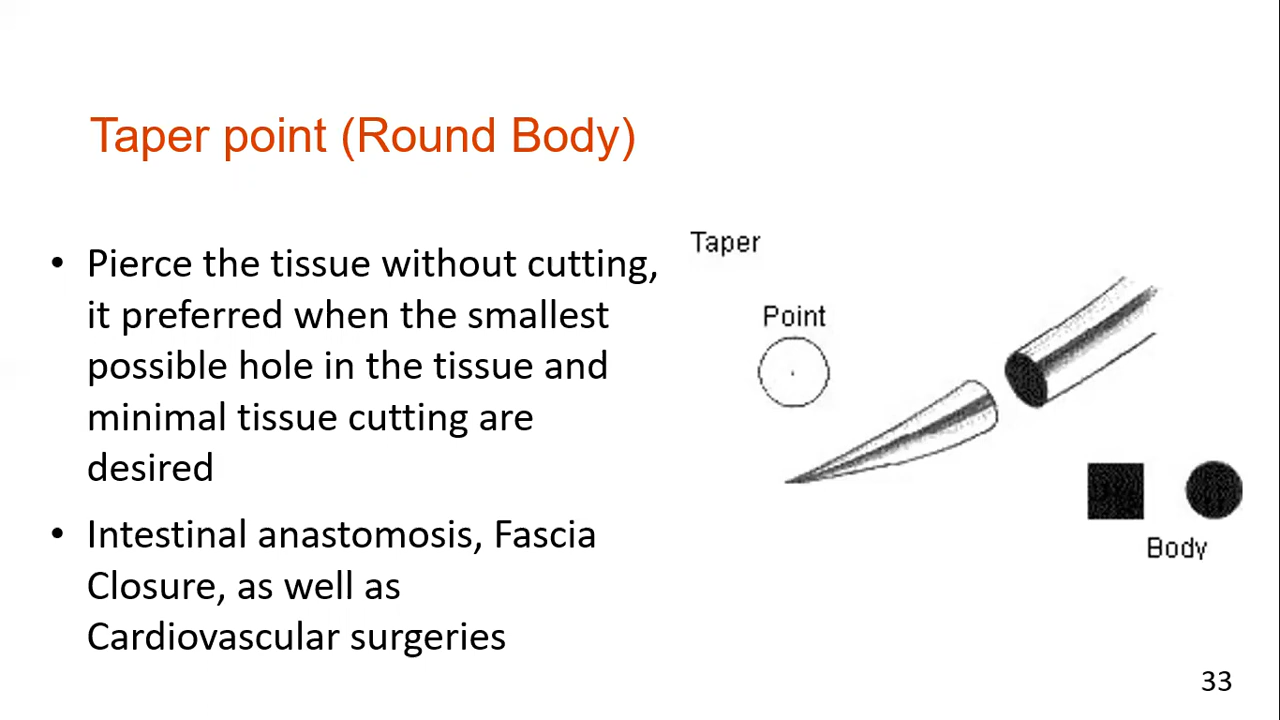 Taper point (Round Body)
• Pierce the tissue without cutting,
it preferred when the smallest
possible hole in the tissue and
minimal tissue cutting are
desired
• Intestinal anastomosis, Fascia
Closure, as well as
Cardiovascular surgeries
Taper
Point
Body
33